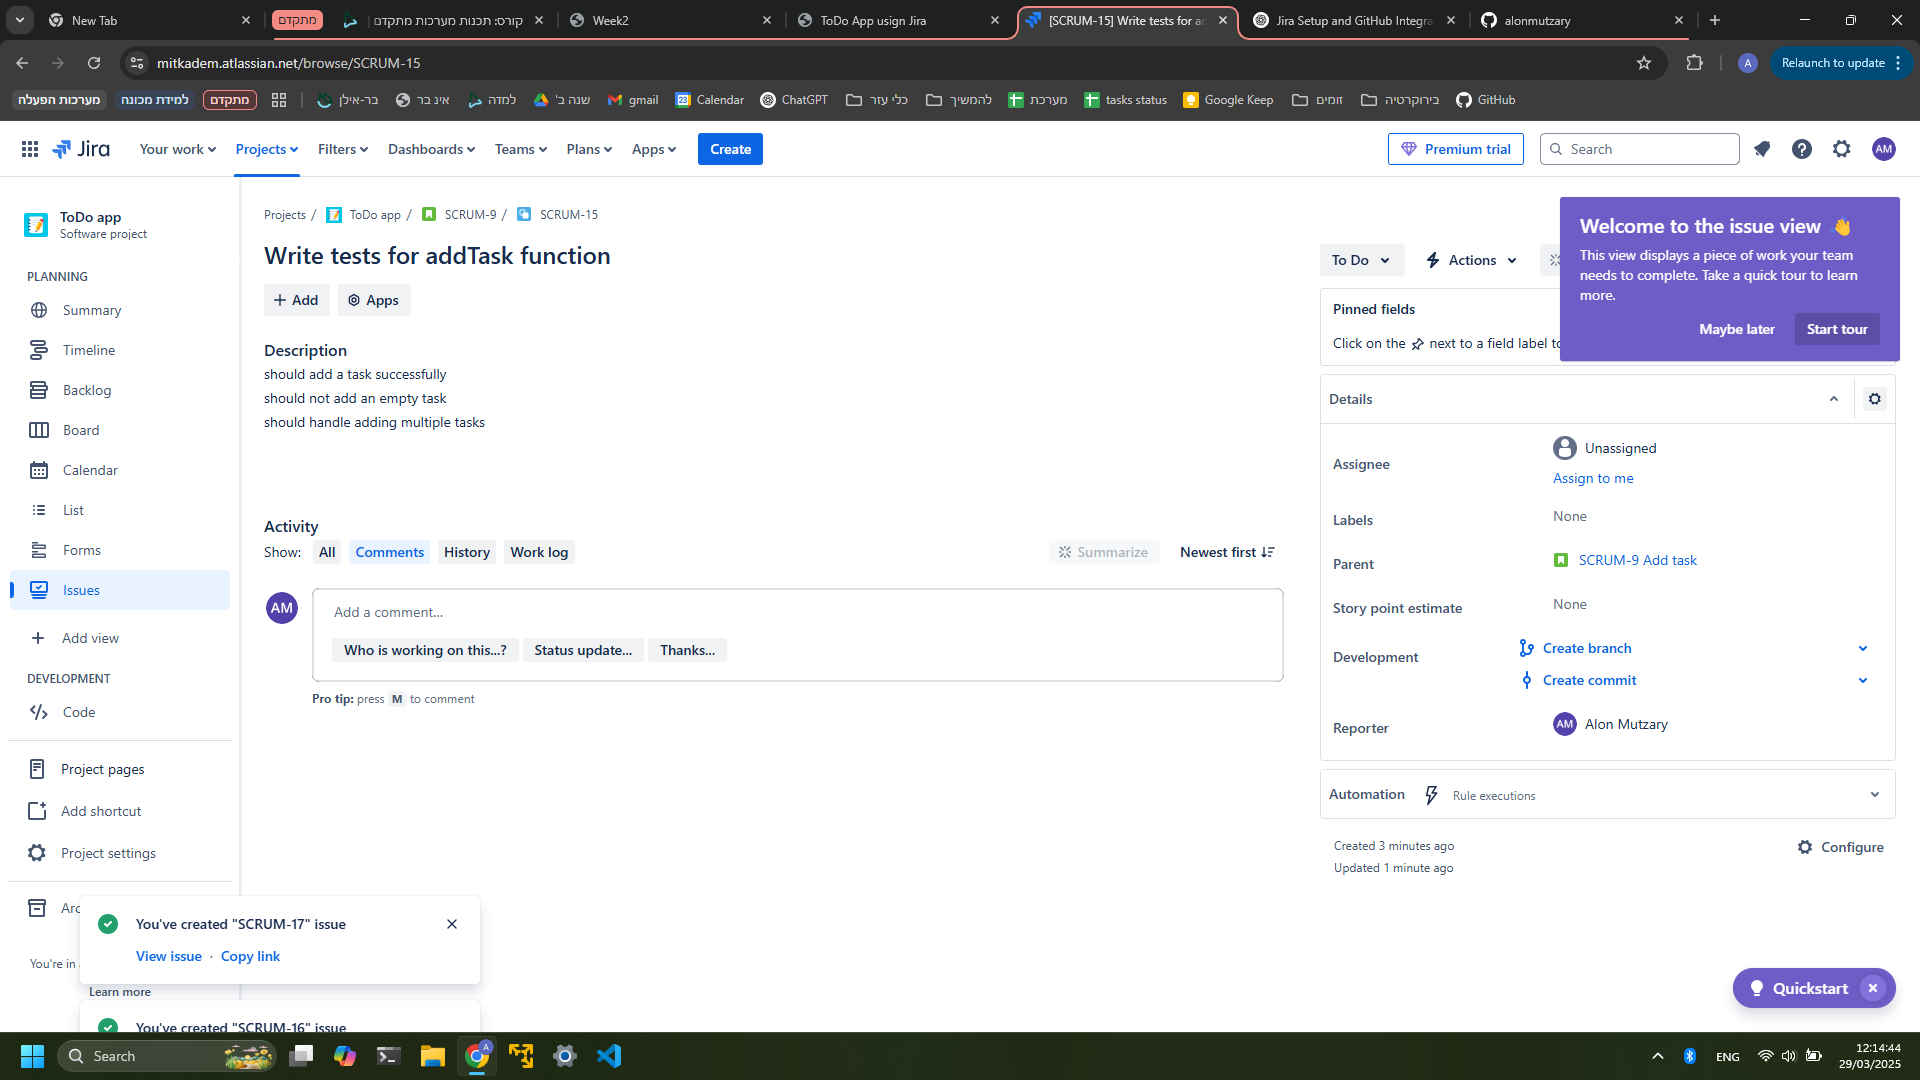 New Tab
מתקדם
קורס: תכנות מערכות מתקדם |
Week2
ToDo App usign Jira
[SCRUM-15] Write tests for ad
Jira Setup and GitHub Integra
alonmutzary
mitkadem.atlassian.net/browse/SCRUM-15
A
Relaunch to update
מערכות הפעלה
למידת מכונה
מתקדם
בר-אילן
אינ בר
למדה
שנה ב'
gmail
Calendar
ChatGPT
כלי עזר
להמשיך
מערכת
tasks status
Google Keep
זומים
בירוקרטיה
GitHub
Jira
Your work
Projects
Filters
Dashboards
Teams
Plans
Apps
Create
Premium trial
Search
AM
ToDo app
Software project
PLANNING
Summary
Timeline
Backlog
Board
Calendar
List
Forms
Issues
Add view
DEVELOPMENT
Code
Project pages
Add shortcut
Project settings
Arc
You're in
Learn more
Projects / ToDo app / SCRUM-9 / SCRUM-15
Write tests for addTask function
Add
Apps
Description
should add a task successfully
should not add an empty task
should handle adding multiple tasks
Activity
Show: All Comments History Work log
Summarize
Newest first
AM
Add a comment...
Who is working on this...?
Status update...
Thanks...
Pro tip: press M to comment
To Do
Actions
Welcome to the issue view 👋
This view displays a piece of work your team
needs to complete. Take a quick tour to learn
more.
Maybe later
Start tour
Pinned fields
Click on the next to a field label to
Details
Assignee
Unassigned
Assign to me
Labels
None
Parent
SCRUM-9 Add task
Story point estimate
None
Development
Create branch
Create commit
Reporter
AM
Alon Mutzary
Automation
Rule executions
Created 3 minutes ago
Updated 1 minute ago
Configure
You've created "SCRUM-17" issue
View issue · Copy link
You've created "SCRUM-16" issue
Quickstart
Search
A
ENG
12:14:44
29/03/2025